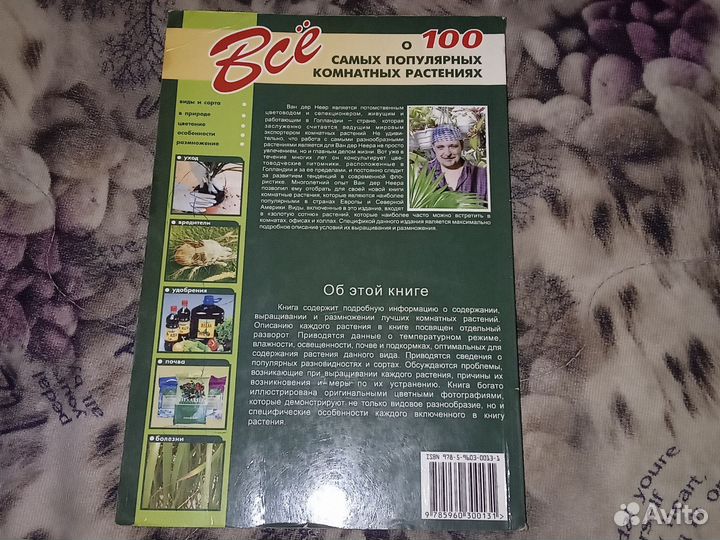 Всё
о 100
САМЫХ ПОПУЛЯРНЫХ
КОМНАТНЫХ РАСТЕНИЯХ
виды и сорта
в природе
цветение
особенности
размножение
уход
вредители
удобрения
почва
болезни
Ван дер Неер является потомственным
цветоводом и селекционером, живущим и
работающим в Голландии – стране, которая
заслуженно считается ведущим мировым
экспортером комнатных растений. Не удиви-
тельно, что работа с самыми разнообразными
растениями является для Ван дер Неера не просто
увлечением, но и главным делом жизни. Вот уже в
течение многих лет он консультирует цве-
товодческие питомники, расположенные в
Голландии и за ее пределами, и постоянно следит
за развитием тенденций в современной фло-
ристике. Многолетний опыт Ван дер Неера
позволил ему отобрать для своей новой книги
комнатные растения, которые являются наиболее
популярными в странах Европы и Северной
Америки. Виды, включенные в это издание, входят
в «золотую сотню» растений, которые наиболее часто можно встретить в
комнатах, офисах и холлах. Спецификой данного издания является максимально
подробное описание условий их выращивания и размножения.
Об этой книге
Книга содержит подробную информацию о содержании,
выращивании и размножении лучших комнатных растений.
Описанию каждого растения в книге посвящен отдельный
разворот. Приводятся данные о температурном режиме,
влажности, освещенности, почве и подкормках, оптимальных для
содержания растения данного вида. Приводятся сведения о
популярных разновидностях и сортах. Обсуждаются проблемы,
возникающие при выращивании каждого растения, причины их
возникновения и меры по их устранению. Книга богато
иллюстрирована оригинальными цветными фотографиями,
которые демонстрируют не только видовое разнообразие, но и
специфические особенности каждого включенного в книгу
растения.
ISBN 978-5-9603-0013-1
9 785960 300131 >
Avito